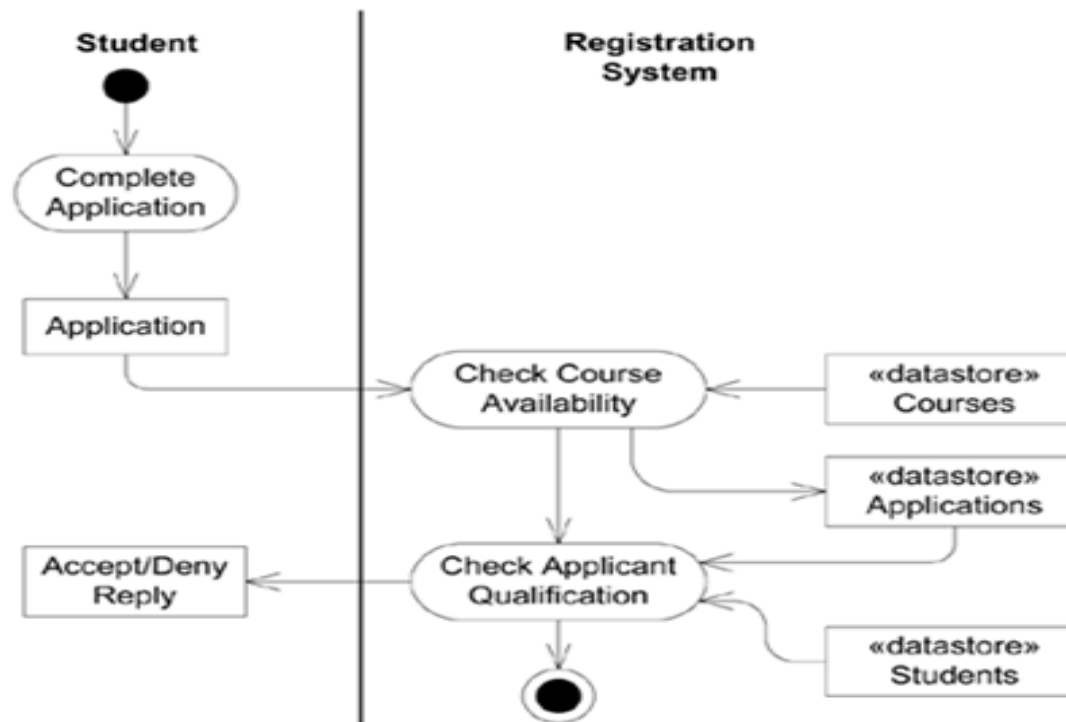 Student
Registration
System
Complete
Application
Application
Check Course
Availability
«datastore»
Courses
«datastore»
Applications
Accept/Deny
Reply
Check Applicant
Qualification
«datastore»
Students